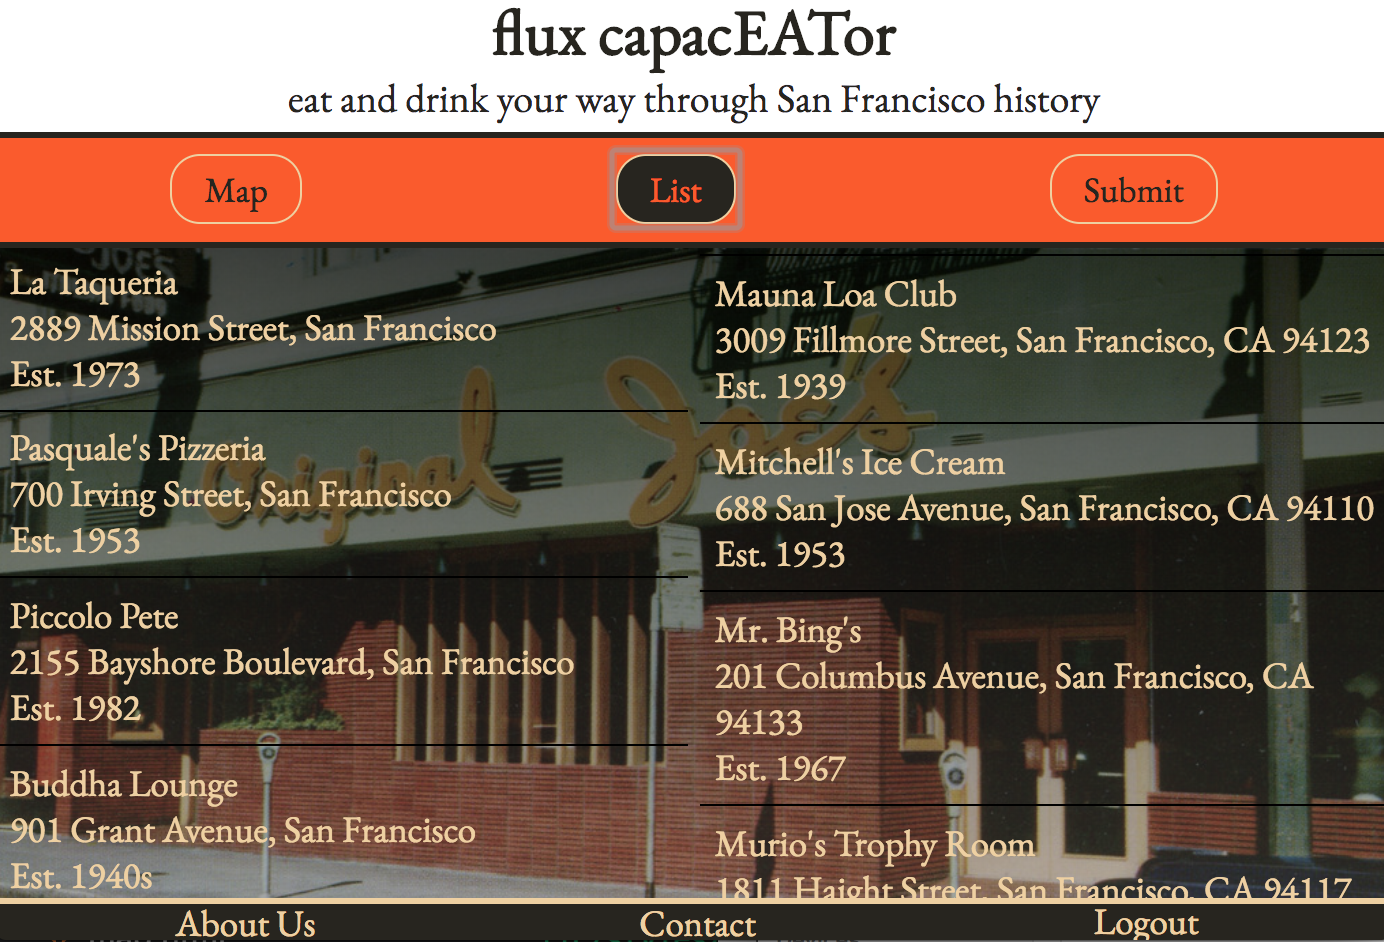 flux capacEATor
eat and drink your way through San Francisco history
Map
List
Submit
JOE'S
Original Joe's
La Taqueria
2889 Mission Street, San Francisco
Est. 1973
Pasquale's Pizzeria
700 Irving Street, San Francisco
Est. 1953
Piccolo Pete
2155 Bayshore Boulevard, San Francisco
Est. 1982
Buddha Lounge
901 Grant Avenue, San Francisco
Est. 1940s
Mauna Loa Club
3009 Fillmore Street, San Francisco, CA 94123
Est. 1939
Mitchell's Ice Cream
688 San Jose Avenue, San Francisco, CA 94110
Est. 1953
Mr. Bing's
201 Columbus Avenue, San Francisco, CA
94133
Est. 1967
Murio's Trophy Room
1811 Haight Street, San Francisco, CA 94117
About Us
Contact
Logout